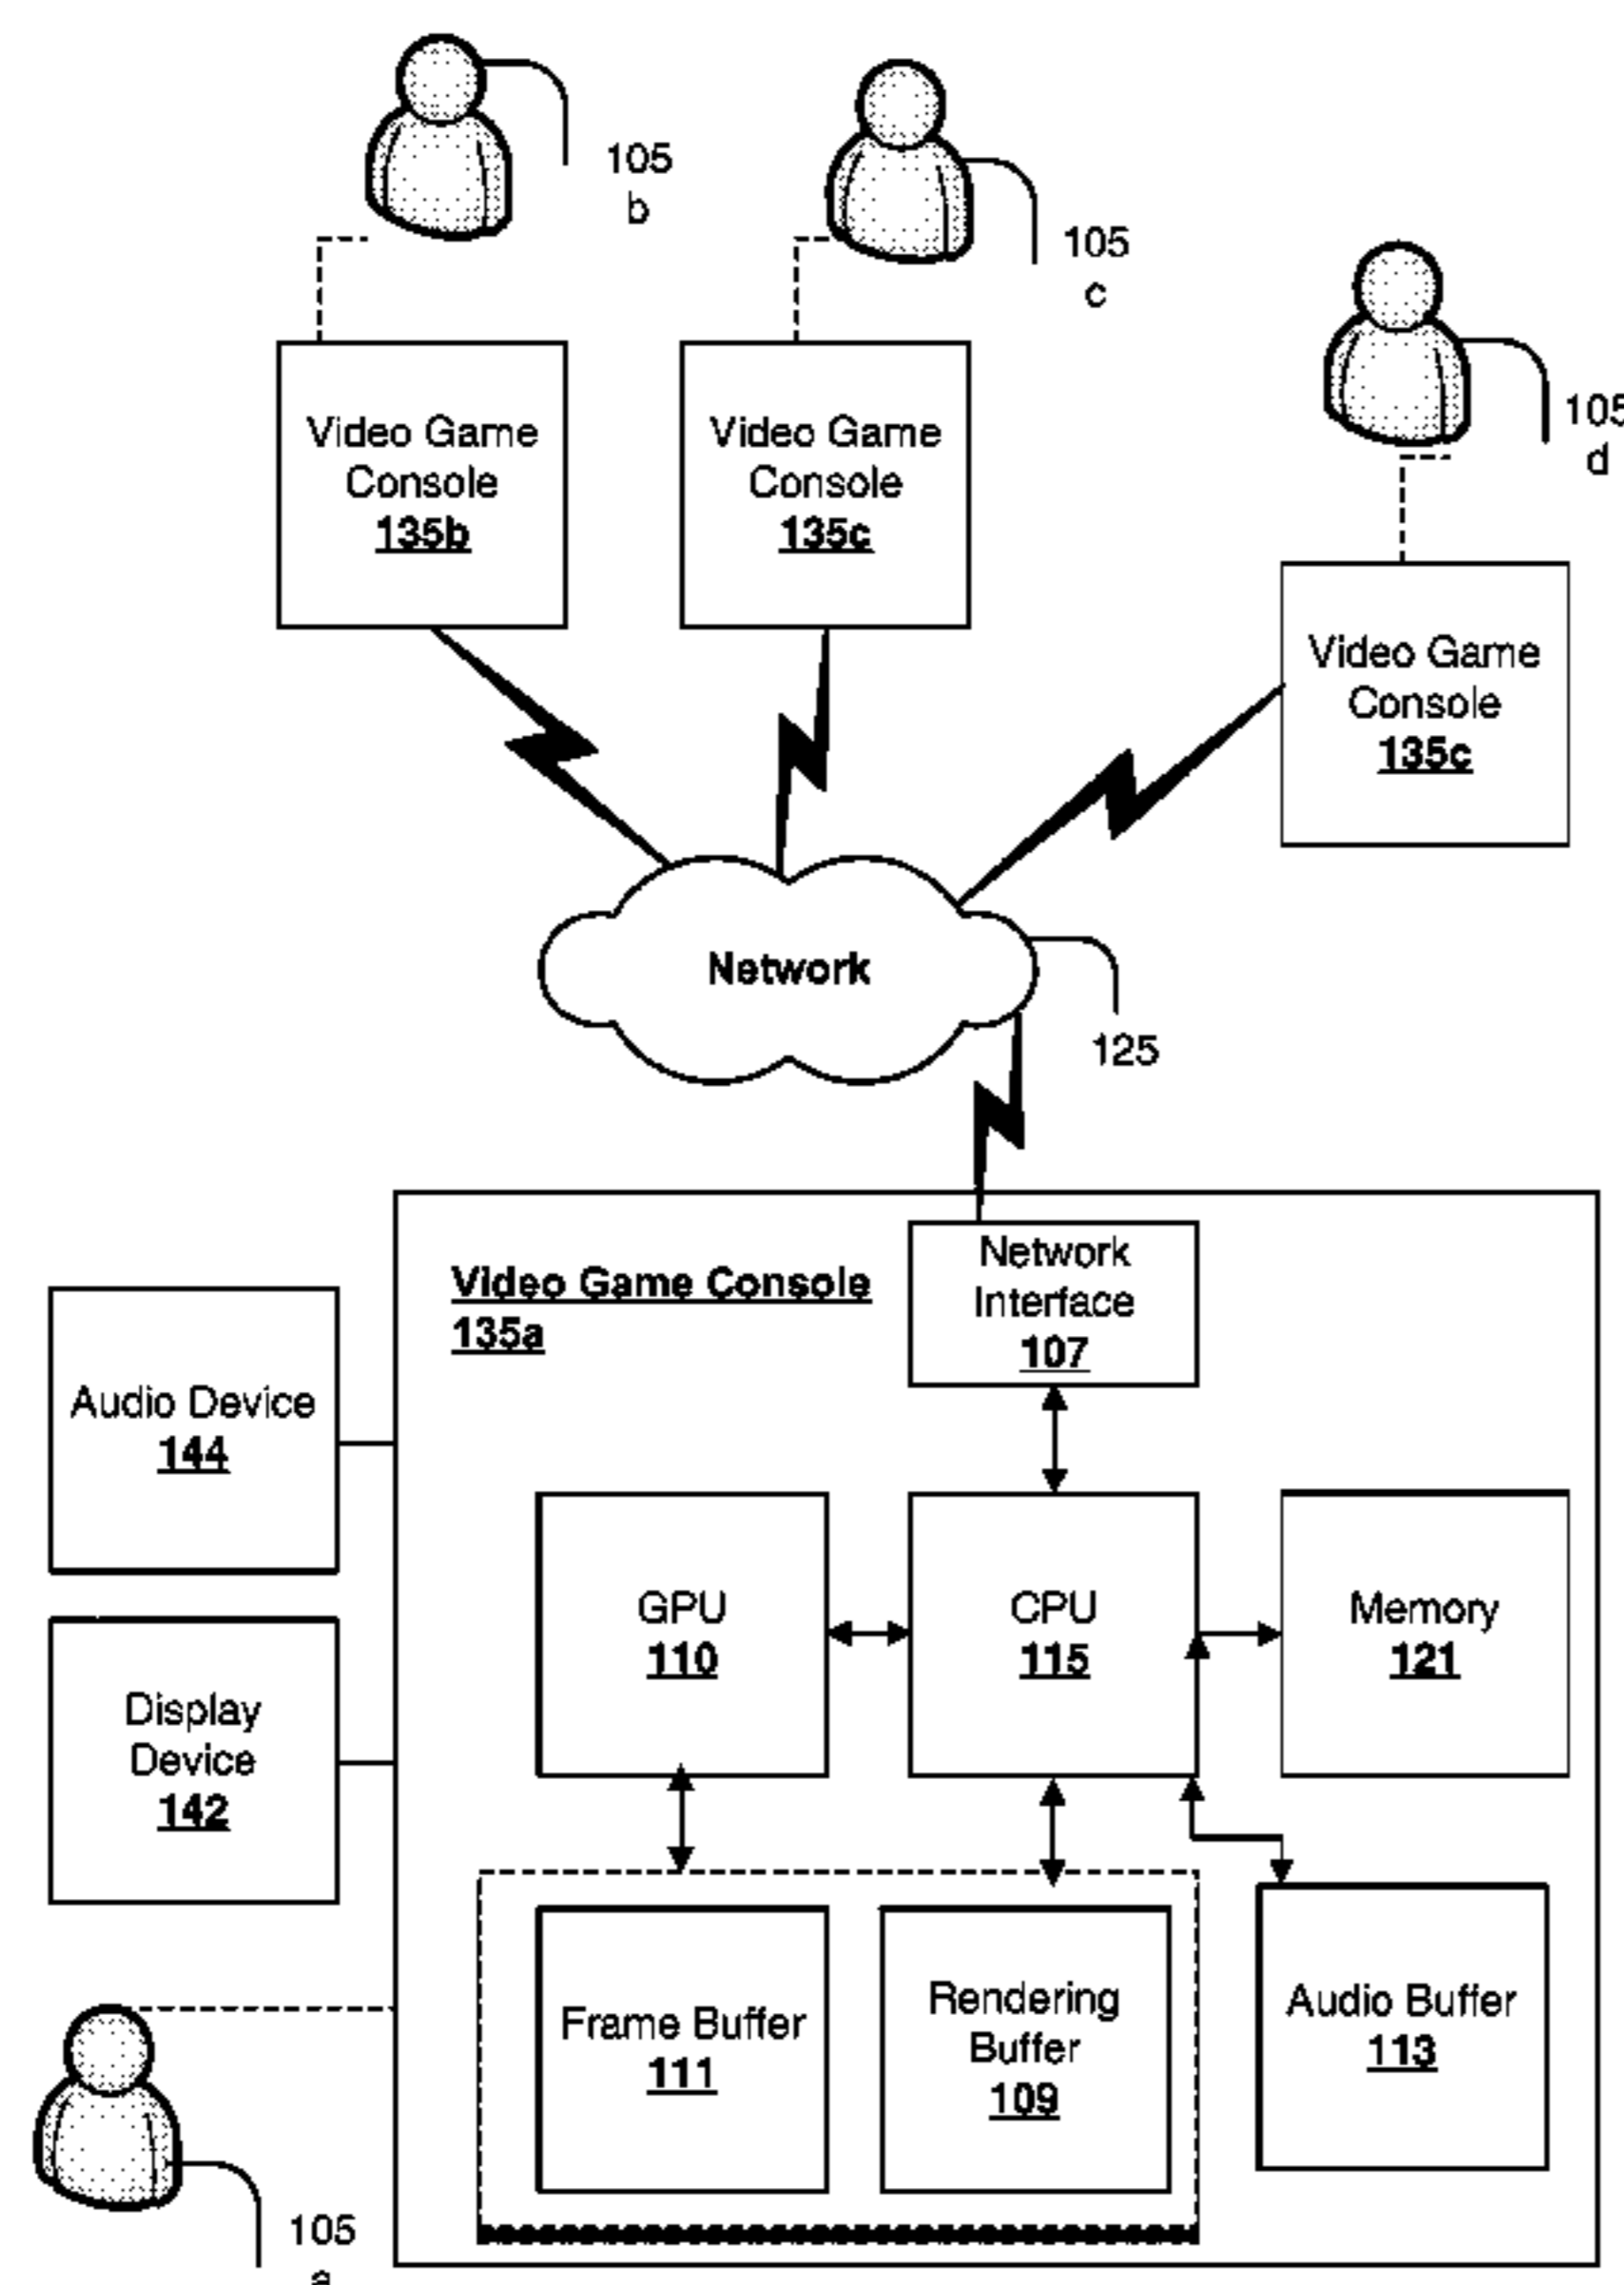 105
b
105
c
105
d
Video Game
Console
135b
Video Game
Console
135c
Video Game
Console
135c
Network
125
Video Game Console
135a
Network
Interface
107
Audio Device
144
GPU
110
CPU
115
Memory
121
Display
Device
142
Frame Buffer
111
Rendering
Buffer
109
Audio Buffer
113
105
a